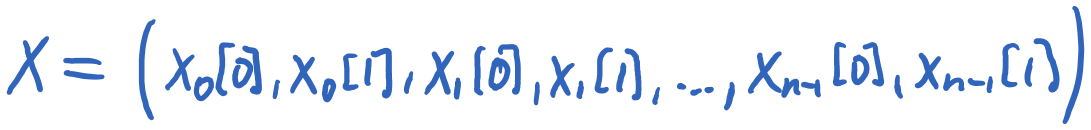 X = (x₀[0], x₀[1], x₁[0], x₁[1], ..., xₙ₋₁[0], xₙ₋₁[1])